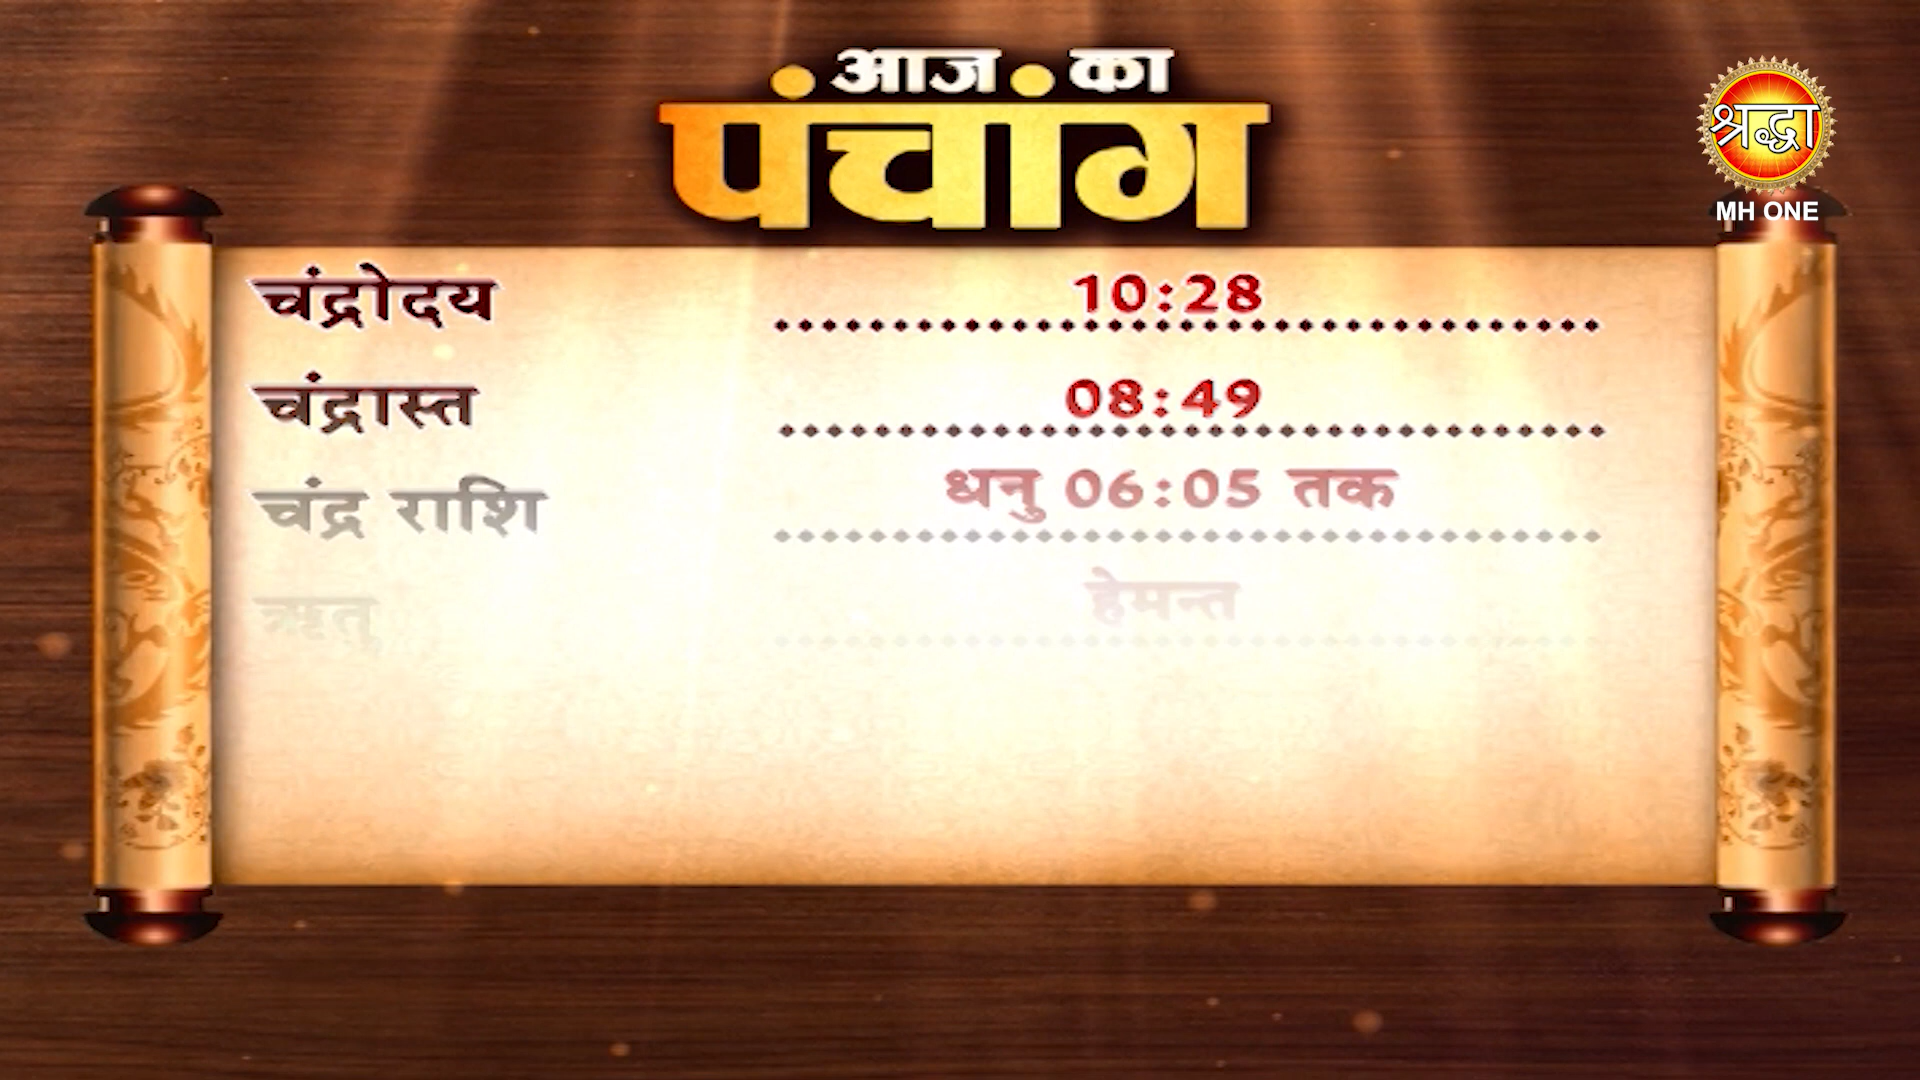 आज का
पंचांग
श्रद्धा
MH ONE
चंद्रोदय 10:28
चंद्रास्त 08:49
चंद्र राशि धनु 06:05 तक
ऋतु हेमन्त